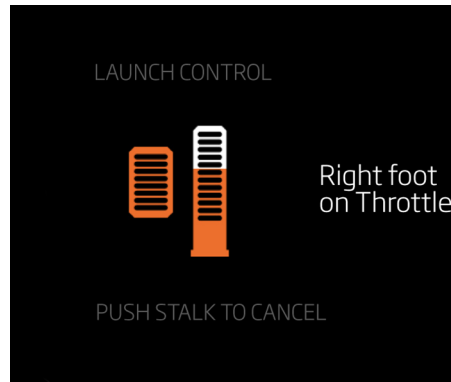 LAUNCH CONTROL
Right foot
on Throttle
PUSH STALK TO CANCEL